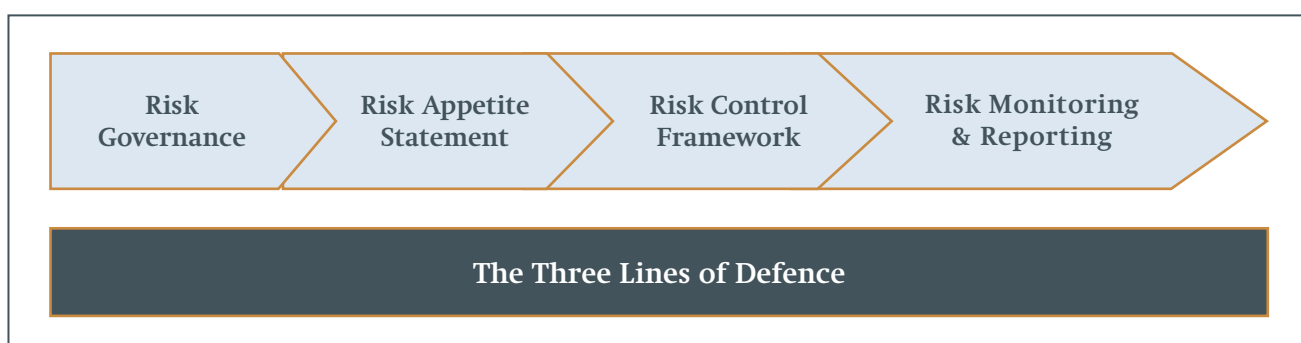 Risk
Governance
Risk Appetite
Statement
Risk Control
Framework
Risk Monitoring
& Reporting
The Three Lines of Defence